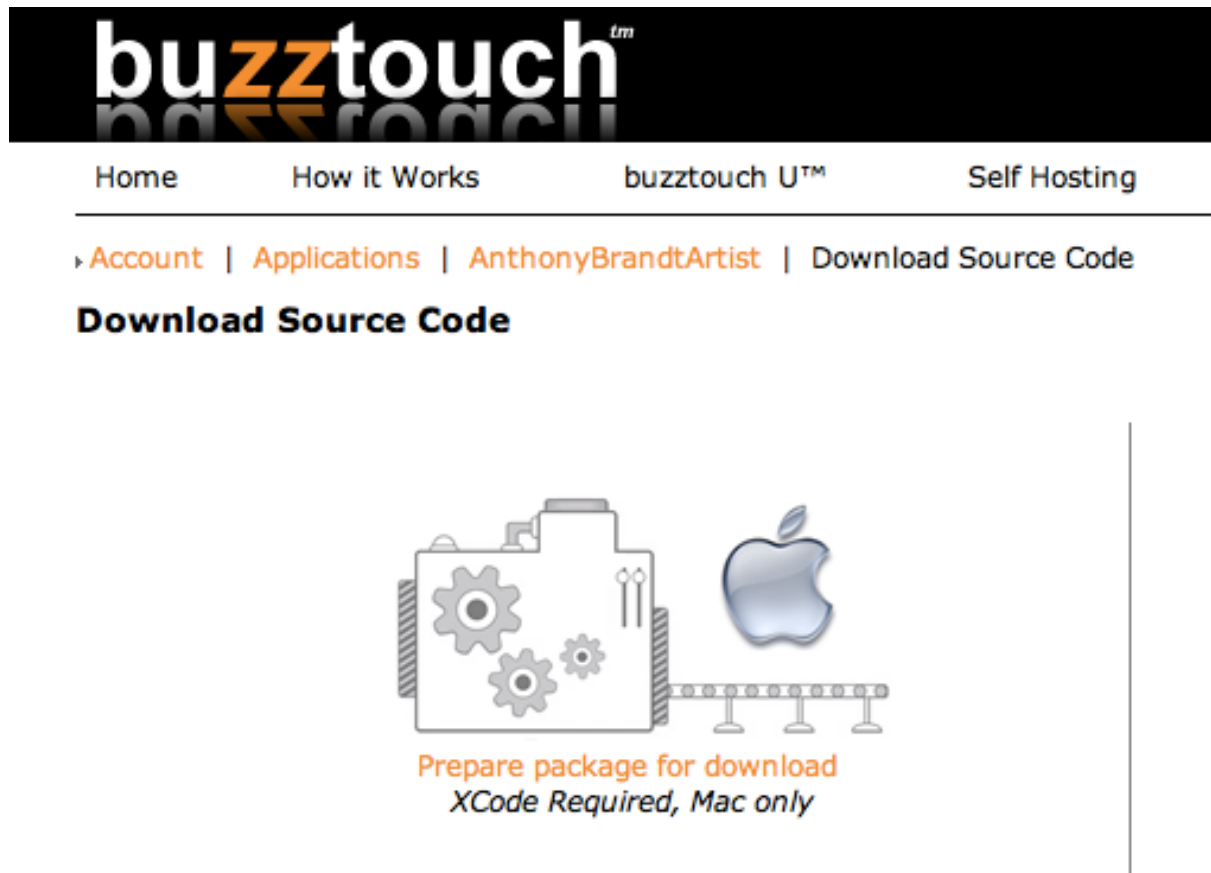 buzztouch™
Home How it Works buzztouch U™ Self Hosting
Account | Applications | AnthonyBrandtArtist | Download Source Code
Download Source Code
Prepare package for download
XCode Required, Mac only